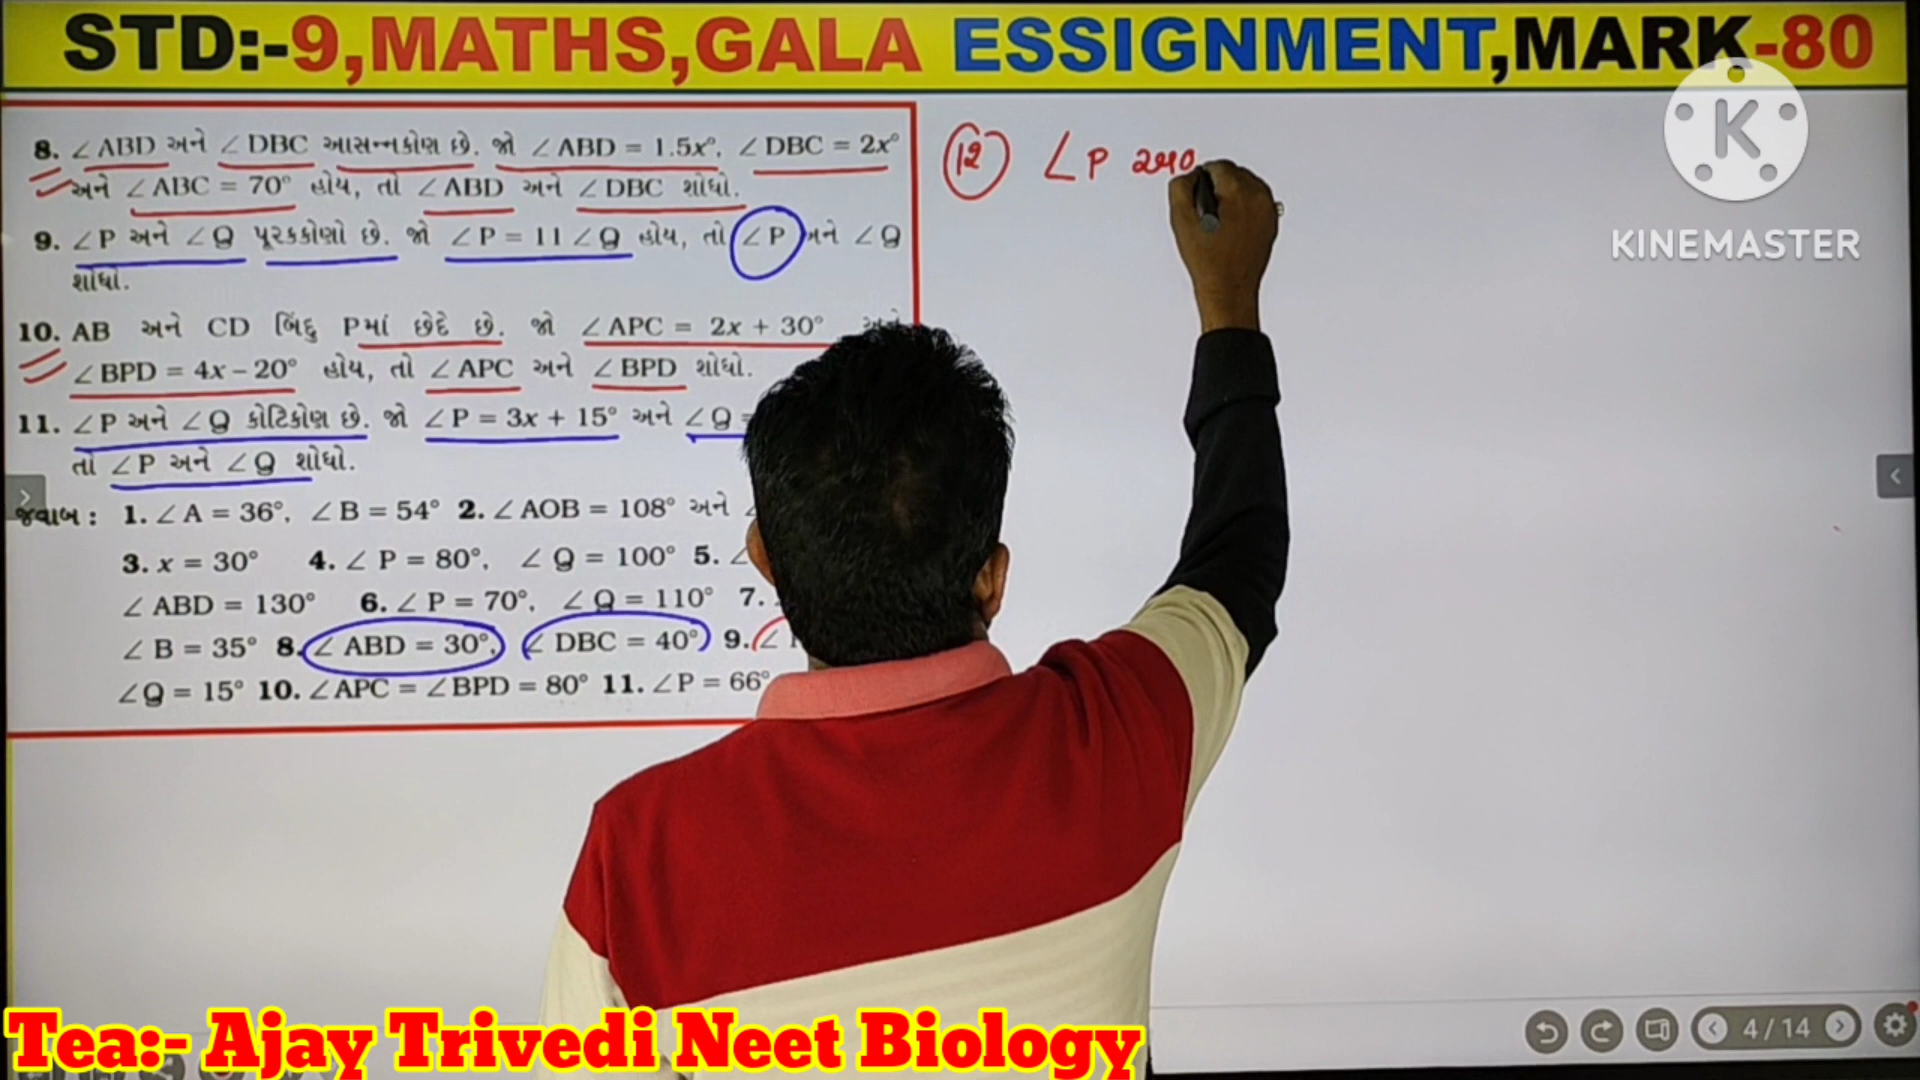 STD:-9,MATHS,GALA ESSIGNMENT,MARK-80
8. ∠ABD અને ∠DBC આસન્નકોણ છે. જો ∠ABD = 1.5x°, ∠DBC = 2x°
અને ∠ABC = 70° હોય, તો ∠ABD અને ∠DBC શોધો.
9. ∠P અને ∠Q પૂરકકોણો છે. જો ∠P = 11∠Q હોય, તો ∠P અને ∠Q
શોધો.
10. AB અને CD બિંદુ Pમાં છેદે છે. જો ∠APC = 2x + 30° અને
∠BPD = 4x – 20° હોય, તો ∠APC અને ∠BPD શોધો.
11. ∠P અને ∠Q કોટિકોણ છે. જો ∠P = 3x + 15° અને ∠Q =
તો ∠P અને ∠Q શોધો.
જવાબ : 1. ∠A = 36°, ∠B = 54° 2. ∠AOB = 108° અને
3. x = 30° 4. ∠P = 80°, ∠Q = 100° 5. ∠
∠ABD = 130° 6. ∠P = 70°, ∠Q = 110° 7.
∠B = 35° 8. ∠ABD = 30°, ∠DBC = 40° 9. ∠
∠Q = 15° 10. ∠APC = ∠BPD = 80° 11. ∠P = 66°
12 ∠P
K
KINEMASTER
4/14
Tea:- Ajay Trivedi Neet Biology